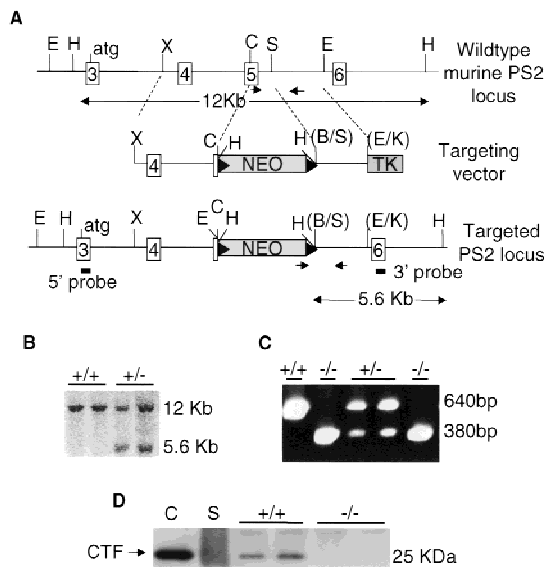 A
E H atg X C S E H
3 4 5 6
12Kb
Wildtype murine PS2 locus
X C H H (B/S) (E/K)
4 NEO TK
Targeting vector
E H atg X E C H H (B/S) (E/K) H
3 4 NEO 6
Targeted PS2 locus
5' probe 3' probe
5.6 Kb
B
+/+ +/-
12 Kb
5.6 Kb
C
+/+ -/- +/- -/-
640bp
380bp
D
C S +/+ -/-
CTF 25 KDa